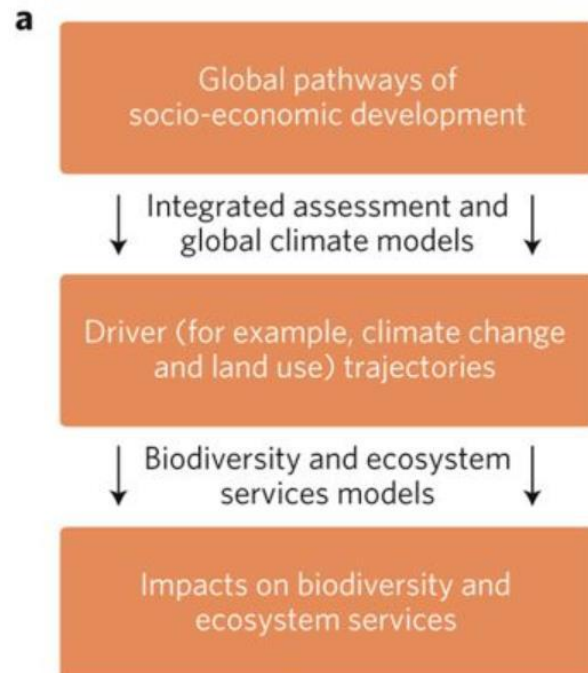 a
Global pathways of
socio-economic development
Integrated assessment and
global climate models
Driver (for example, climate change
and land use) trajectories
Biodiversity and ecosystem
services models
Impacts on biodiversity and
ecosystem services